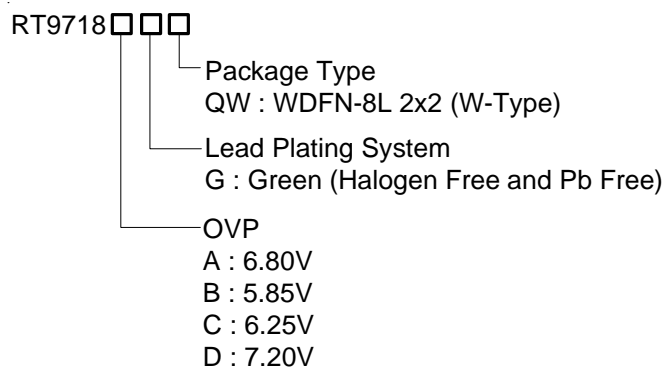 RT9718
Package Type
QW : WDFN-8L 2x2 (W-Type)
Lead Plating System
G : Green (Halogen Free and Pb Free)
OVP
A : 6.80V
B : 5.85V
C : 6.25V
D : 7.20V